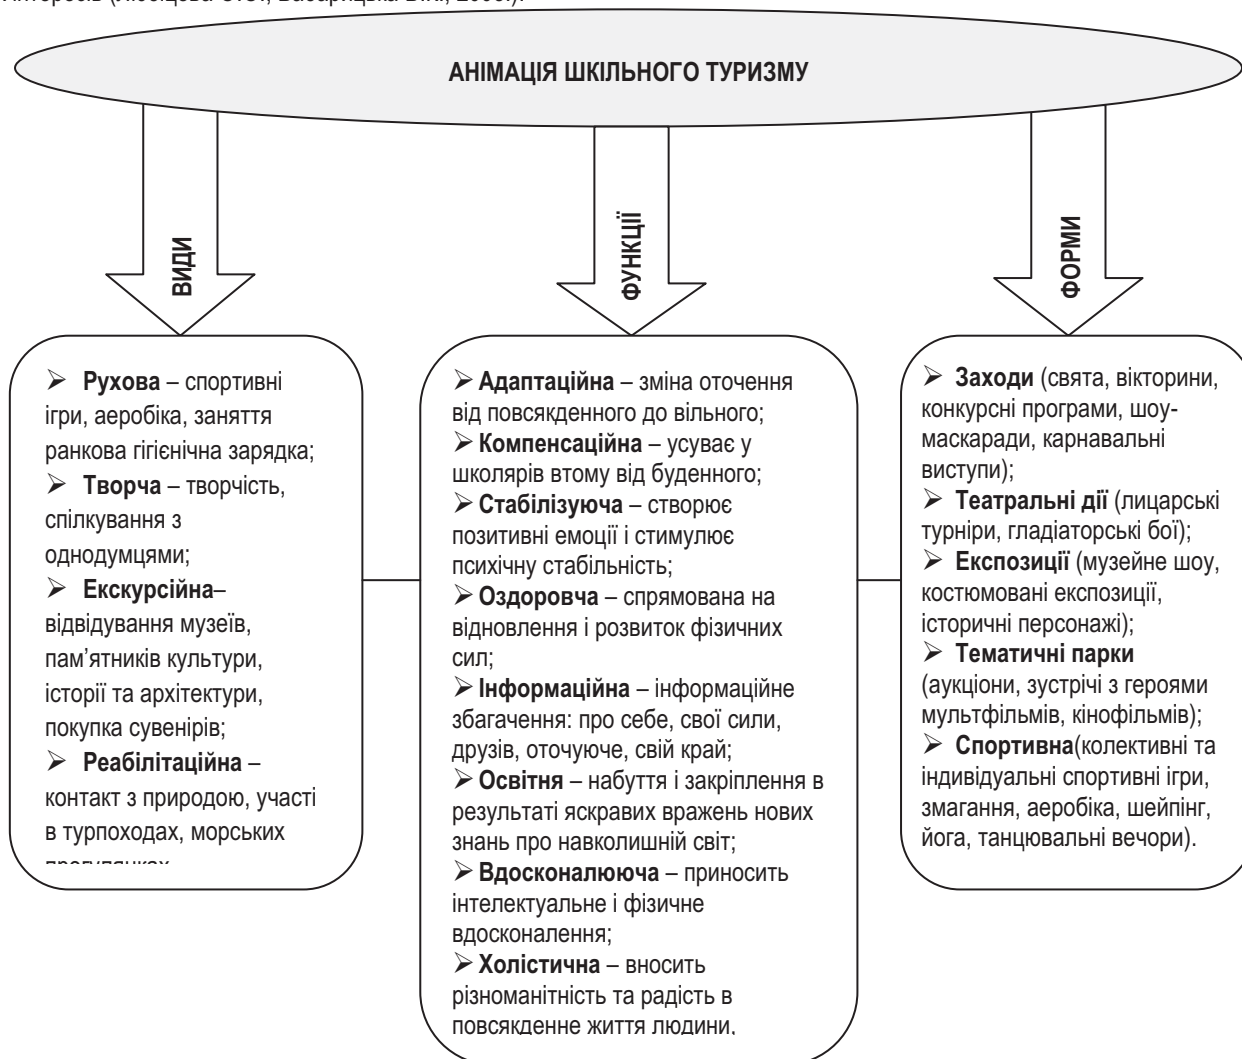 АНІМАЦІЯ ШКІЛЬНОГО ТУРИЗМУ
ВИДИ
ФУНКЦІЇ
ФОРМИ
➢ Рухова – спортивні
ігри, аеробіка, заняття
ранкова гігієнічна зарядка;
➢ Творча – творчість,
спілкування з
однодумцями;
➢ Екскурсійна–
відвідування музеїв,
пам’ятників культури,
історії та архітектури,
покупка сувенірів;
➢ Реабілітаційна –
контакт з природою, участі
в турпоходах, морських
➢ Адаптаційна – зміна оточення
від повсякденного до вільного;
➢ Компенсаційна – усуває у
школярів втому від буденного;
➢ Стабілізуюча – створює
позитивні емоції і стимулює
психічну стабільність;
➢ Оздоровча – спрямована на
відновлення і розвиток фізичних
сил;
➢ Інформаційна – інформаційне
збагачення: про себе, свої сили,
друзів, оточуюче, свій край;
➢ Освітня – набуття і закріплення в
результаті яскравих вражень нових
знань про навколишній світ;
➢ Вдосконалююча – приносить
інтелектуальне і фізичне
вдосконалення;
➢ Холістична – вносить
різноманітність та радість в
повсякденне життя людини,
➢ Заходи (свята, вікторини,
конкурсні програми, шоу-
маскаради, карнавальні
виступи);
➢ Театральні дії (лицарські
турніри, гладіаторські бої);
➢ Експозиції (музейне шоу,
костюмовані експозиції,
історичні персонажі);
➢ Тематичні парки
(аукціони, зустрічі з героями
мультфільмів, кінофільмів);
➢ Спортивна(колективні та
індивідуальні спортивні ігри,
змагання, аеробіка, шейпінг,
йога, танцювальні вечори).